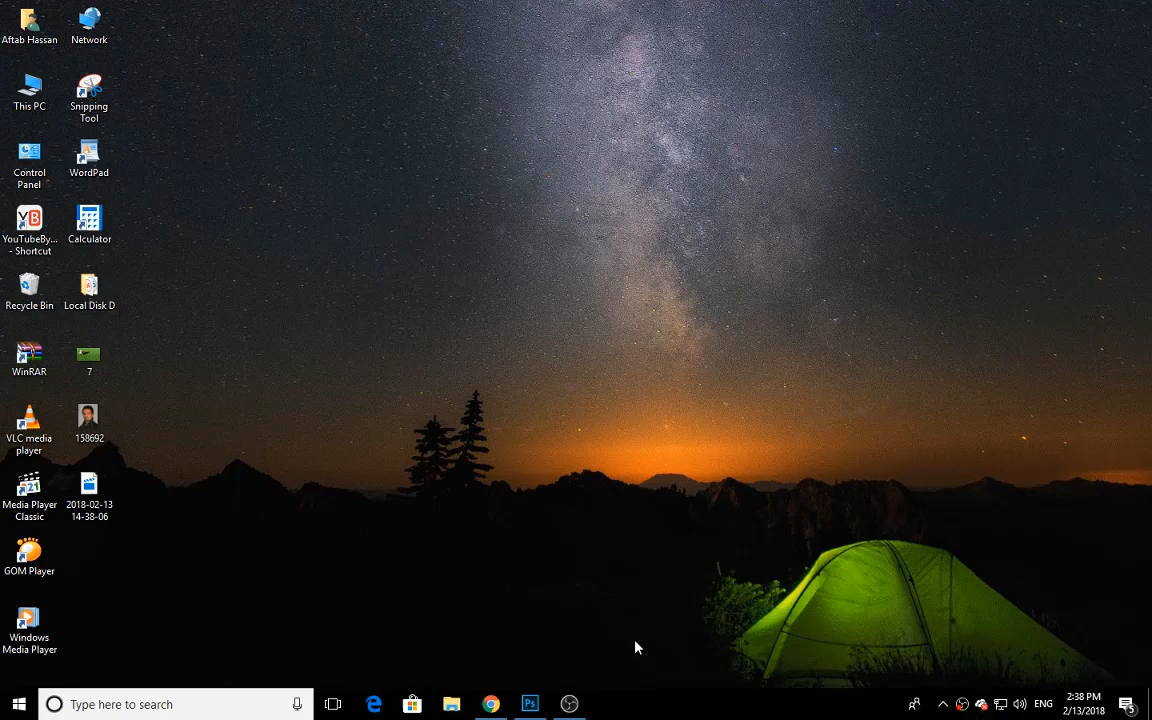 Aftab Hassan
Network
This PC
Snipping
Tool
Control
Panel
WordPad
YouTubeBy...
- Shortcut
Calculator
Recycle Bin
Local Disk D
WinRAR
7
VLC media
player
158692
Media Player
Classic
2018-02-13
14-38-06
GOM Player
Windows
Media Player
Type here to search
Ps
ENG
2:38 PM
2/13/2018
5